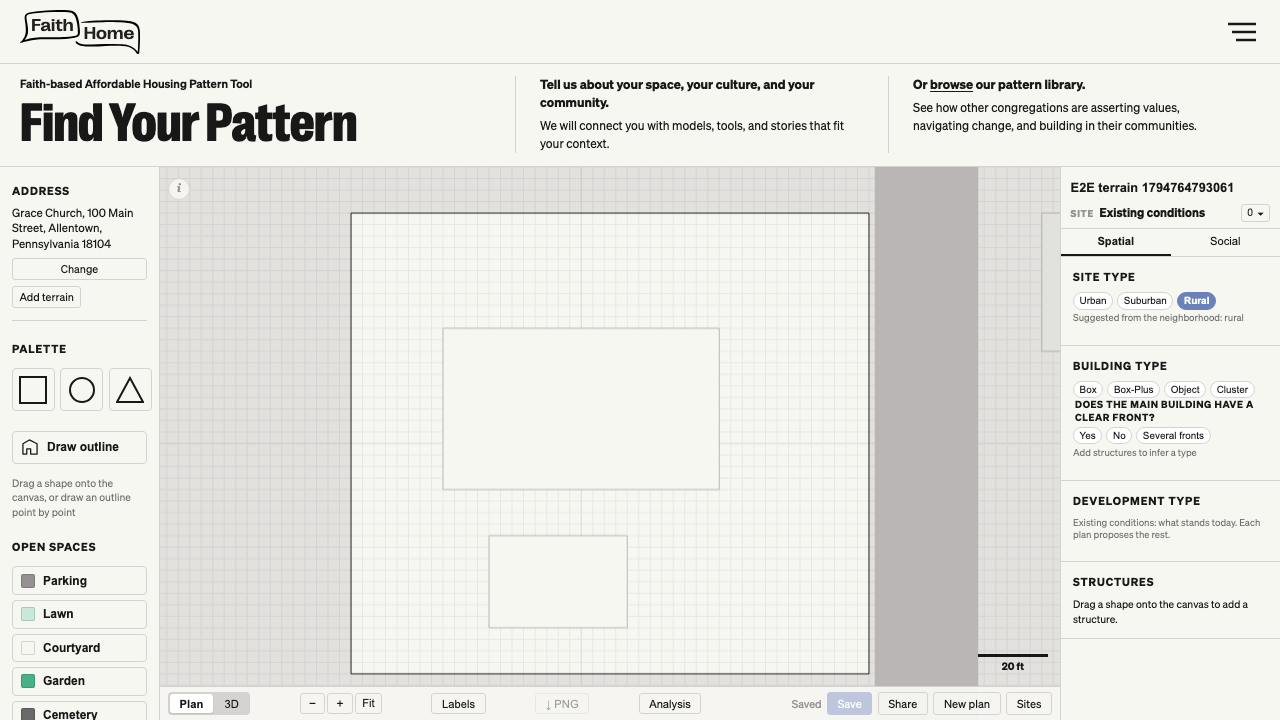 Faith Home
Faith-based Affordable Housing Pattern Tool
Find Your Pattern
Tell us about your space, your culture, and your
community.
We will connect you with models, tools, and stories that fit
your context.
Or browse our pattern library.
See how other congregations are asserting values,
navigating change, and building in their communities.
ADDRESS
Grace Church, 100 Main
Street, Allentown,
Pennsylvania 18104
Change
Add terrain
PALETTE
Draw outline
Drag a shape onto the
canvas, or draw an outline
point by point
OPEN SPACES
Parking
Lawn
Courtyard
Garden
Cemetery
i
20 ft
Plan 3D
− + Fit
Labels
↓ PNG
Analysis
Saved
Save
Share
New plan
Sites
E2E terrain 1794764793061
SITE Existing conditions 0
Spatial Social
SITE TYPE
Urban Suburban Rural
Suggested from the neighborhood: rural
BUILDING TYPE
Box Box-Plus Object Cluster
DOES THE MAIN BUILDING HAVE A
CLEAR FRONT?
Yes No Several fronts
Add structures to infer a type
DEVELOPMENT TYPE
Existing conditions: what stands today. Each
plan proposes the rest.
STRUCTURES
Drag a shape onto the canvas to add a
structure.